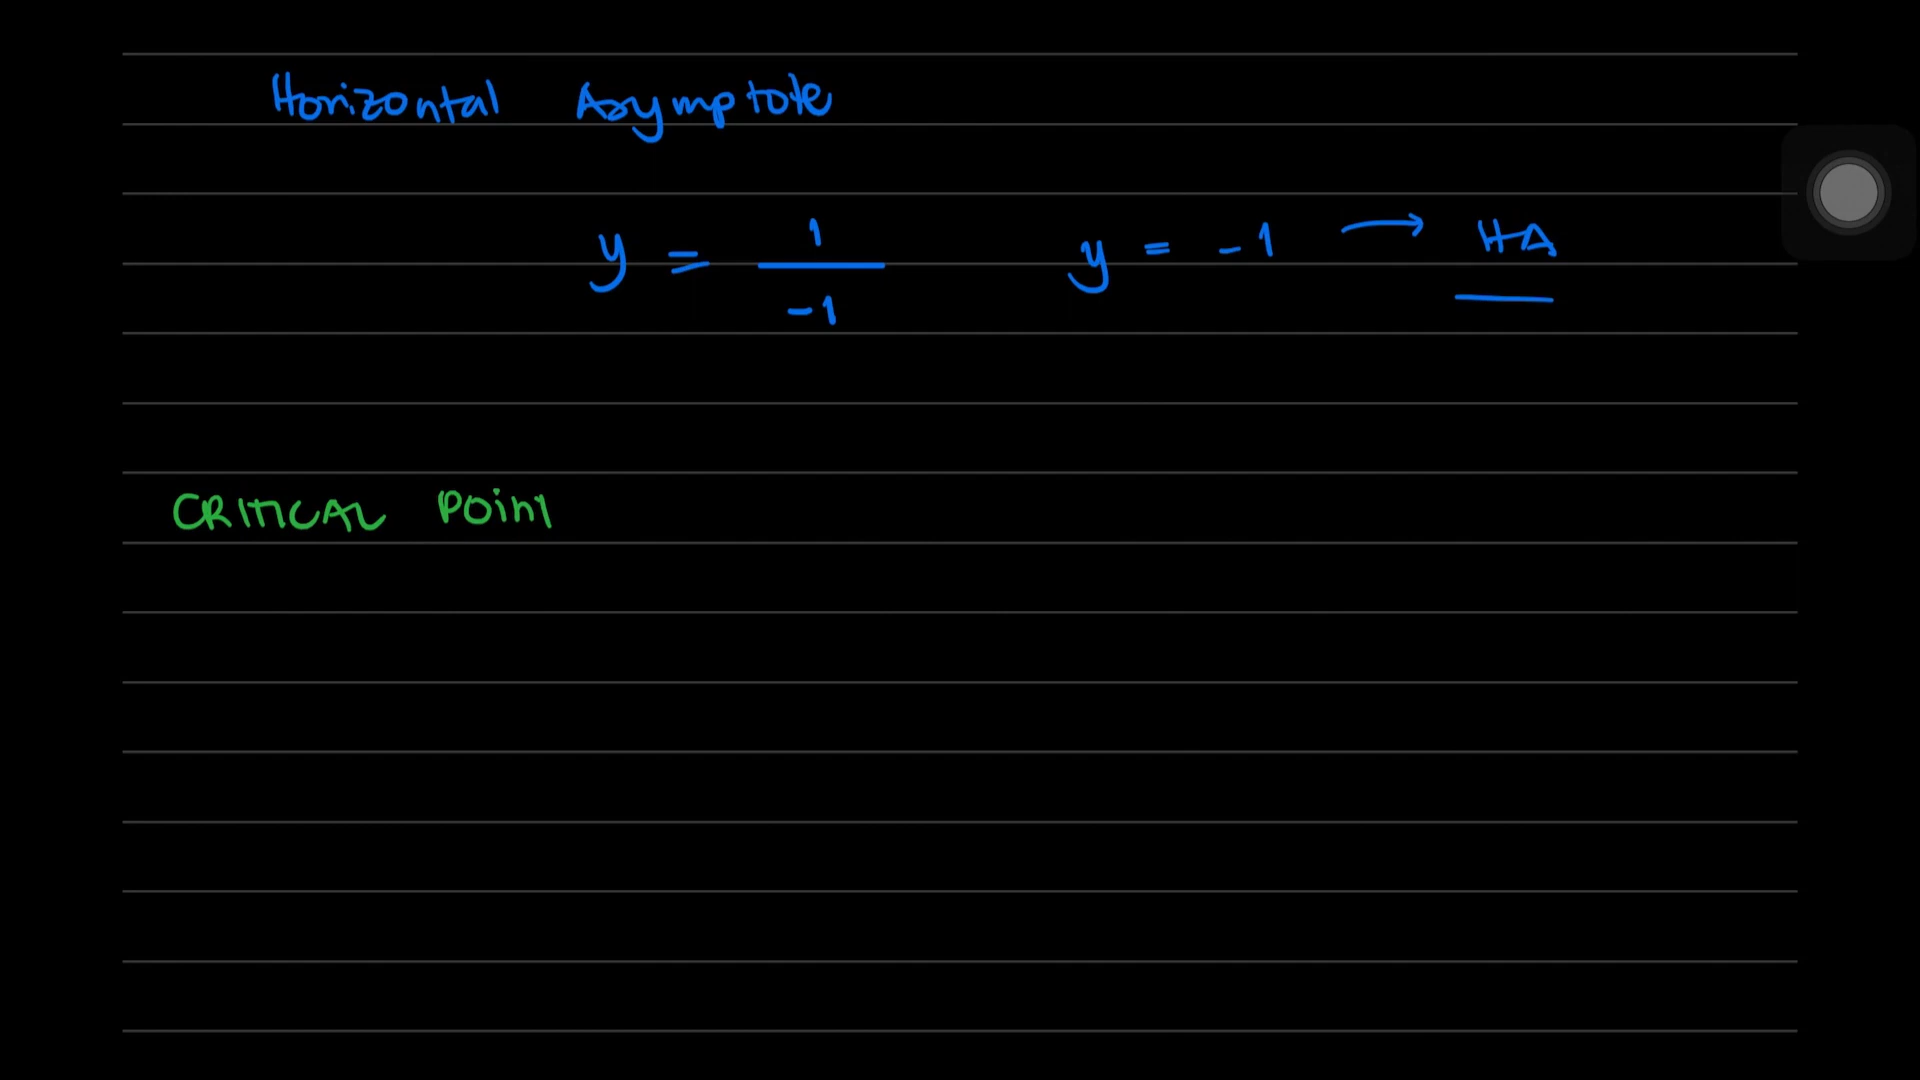 Horizontal Asymptote
y = 1/-1 y = -1 → HA
CRITICAL POINT